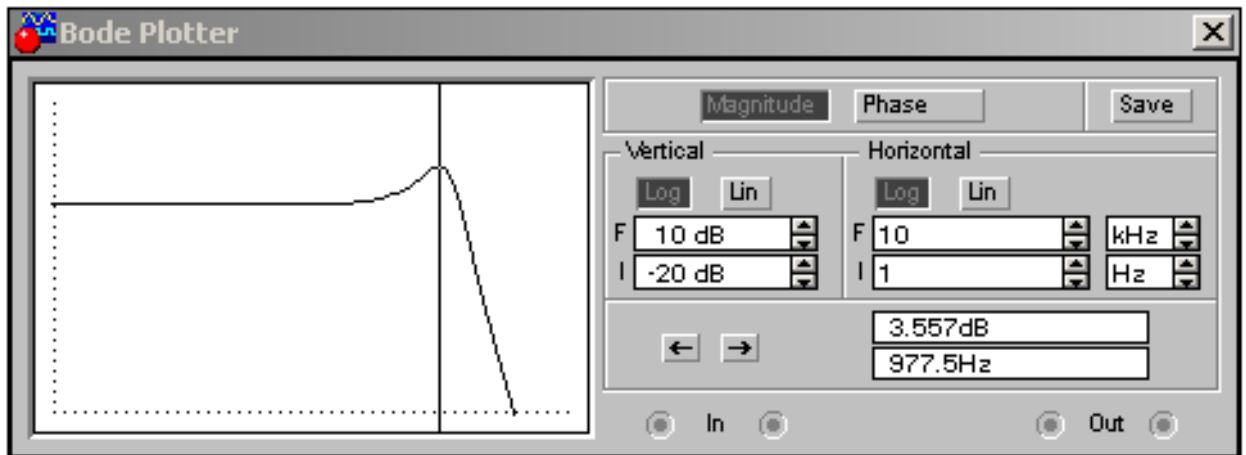 Bode Plotter
Magnitude Phase Save
Vertical Horizontal
Log Lin Log Lin
F 10 dB F 10 kHz
I -20 dB I 1 Hz
3.557dB
977.5Hz
In Out